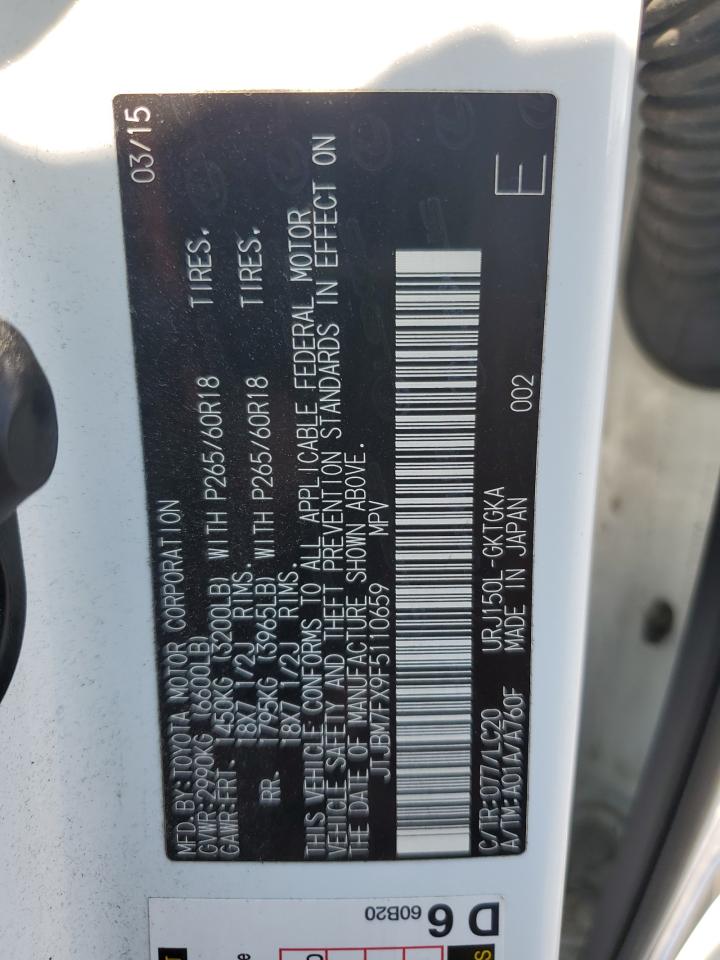 MFD.BY:TOYOTA MOTOR CORPORATION 03/15
GVWR:2990KG (6600LB)
GAWR:FRT. 1450KG (3200LB) WITH P265/60R18 TIRES.
18X7 1/2J RIMS.
RR. 1795KG (3965LB) WITH P265/60R18 TIRES.
18X7 1/2J RIMS.
THIS VEHICLE CONFORMS TO ALL APPLICABLE FEDERAL MOTOR
VEHICLE SAFETY AND THEFT PREVENTION STANDARDS IN EFFECT ON
THE DATE OF MANUFACTURE SHOWN ABOVE.
JTJBM7FX9F5110659 MPV
C/TR:077/LC20 URJ150L-GKTGKA
A/TM:A01A/A760F MADE IN JAPAN 002 E
D 6
60B20